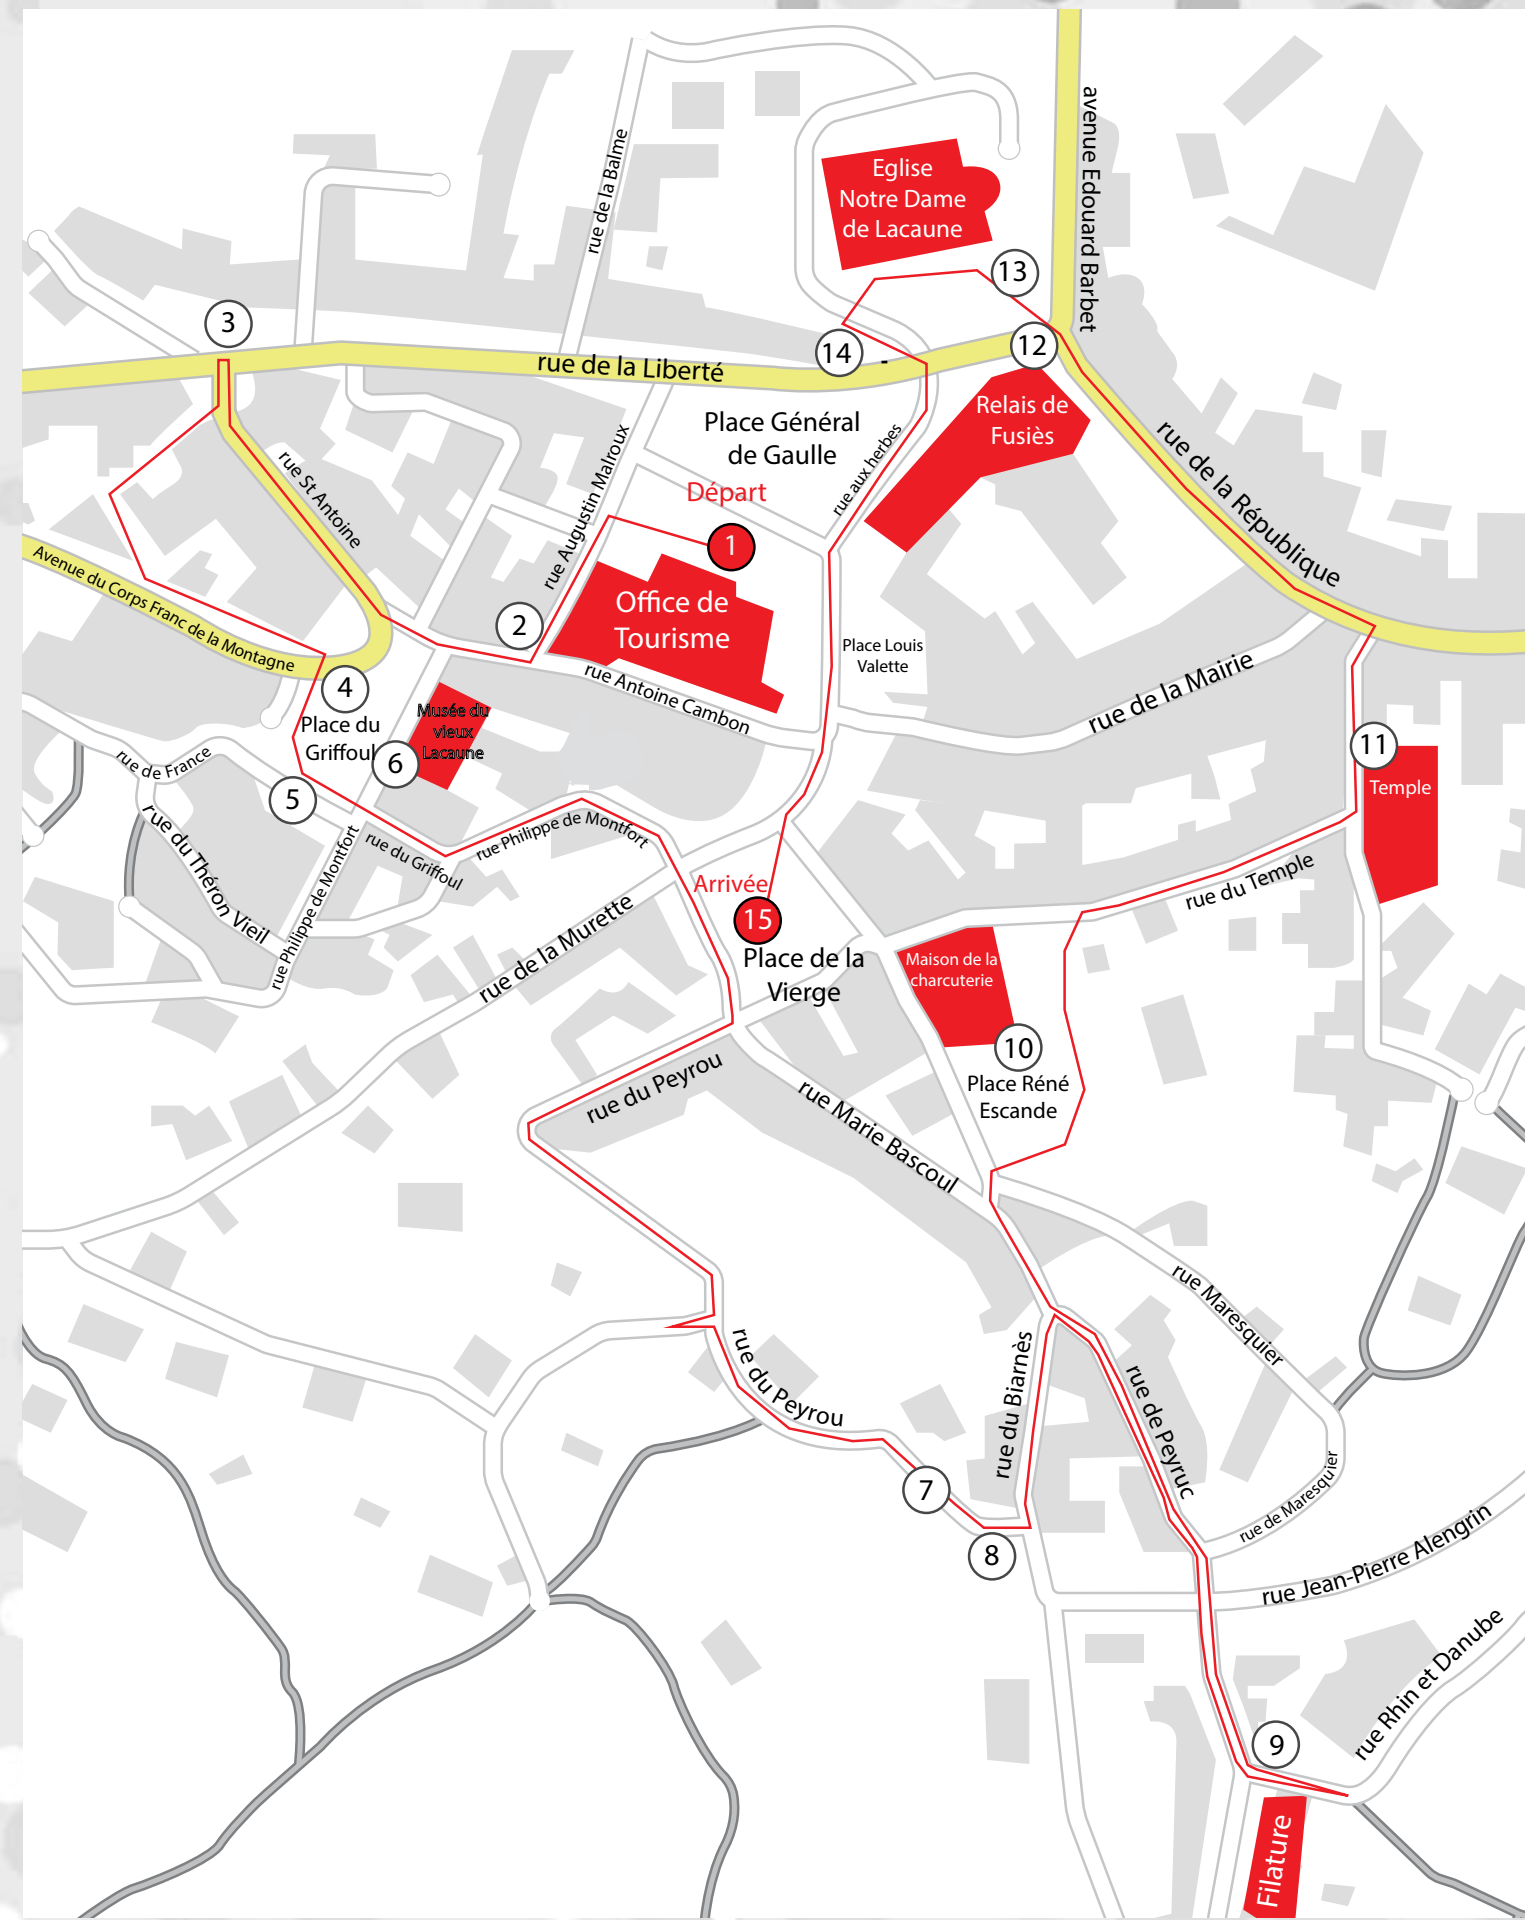 avenue Edouard Barbet
Eglise
Notre Dame
de Lacaune
rue de la Balme
13
3
12
14
-
rue de la Liberté
Relais de
Fusiès
Place Général
de Gaulle
rue aux herbes
rue de la République
rue St Antoine
rue Augustin Malroux
Départ
1
Avenue du Corps Franc de la Montagne
2
Office de
Tourisme
Place Louis
Valette
rue Antoine Cambon
rue de la Mairie
4
Place du
Griffoul
Musée du
vieux
Lacaune
6
5
11
Temple
rue de France
rue du Théron Vieil
rue Philippe de Montfort
rue du Griffoul
rue Philippe de Montfort
rue du Temple
Arrivée
15
Place de la
Vierge
rue de la Murette
Maison de la
charcuterie
10
Place Réné
Escande
rue du Peyrou
rue Marie Bascoul
rue Maresquier
rue du Peyrou
rue du Biarnès
rue de Peyruc
7
8
rue de Maresquier
rue Jean-Pierre Alengrin
rue Rhin et Danube
9
Filature